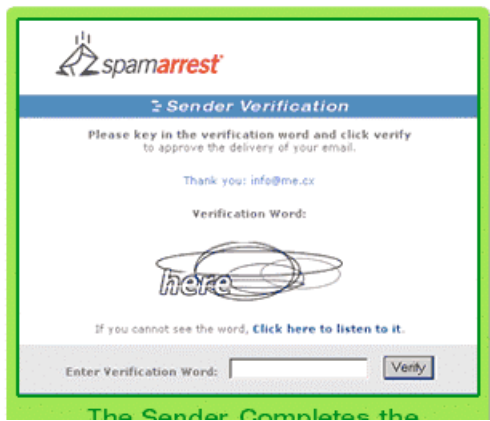 spamarrest
Sender Verification
Please key in the verification word and click verify
to approve the delivery of your email.
Thank you: info@me.cx
Verification Word:
here
If you cannot see the word, Click here to listen to it.
Enter Verification Word:
Verify
The Sender Completes the